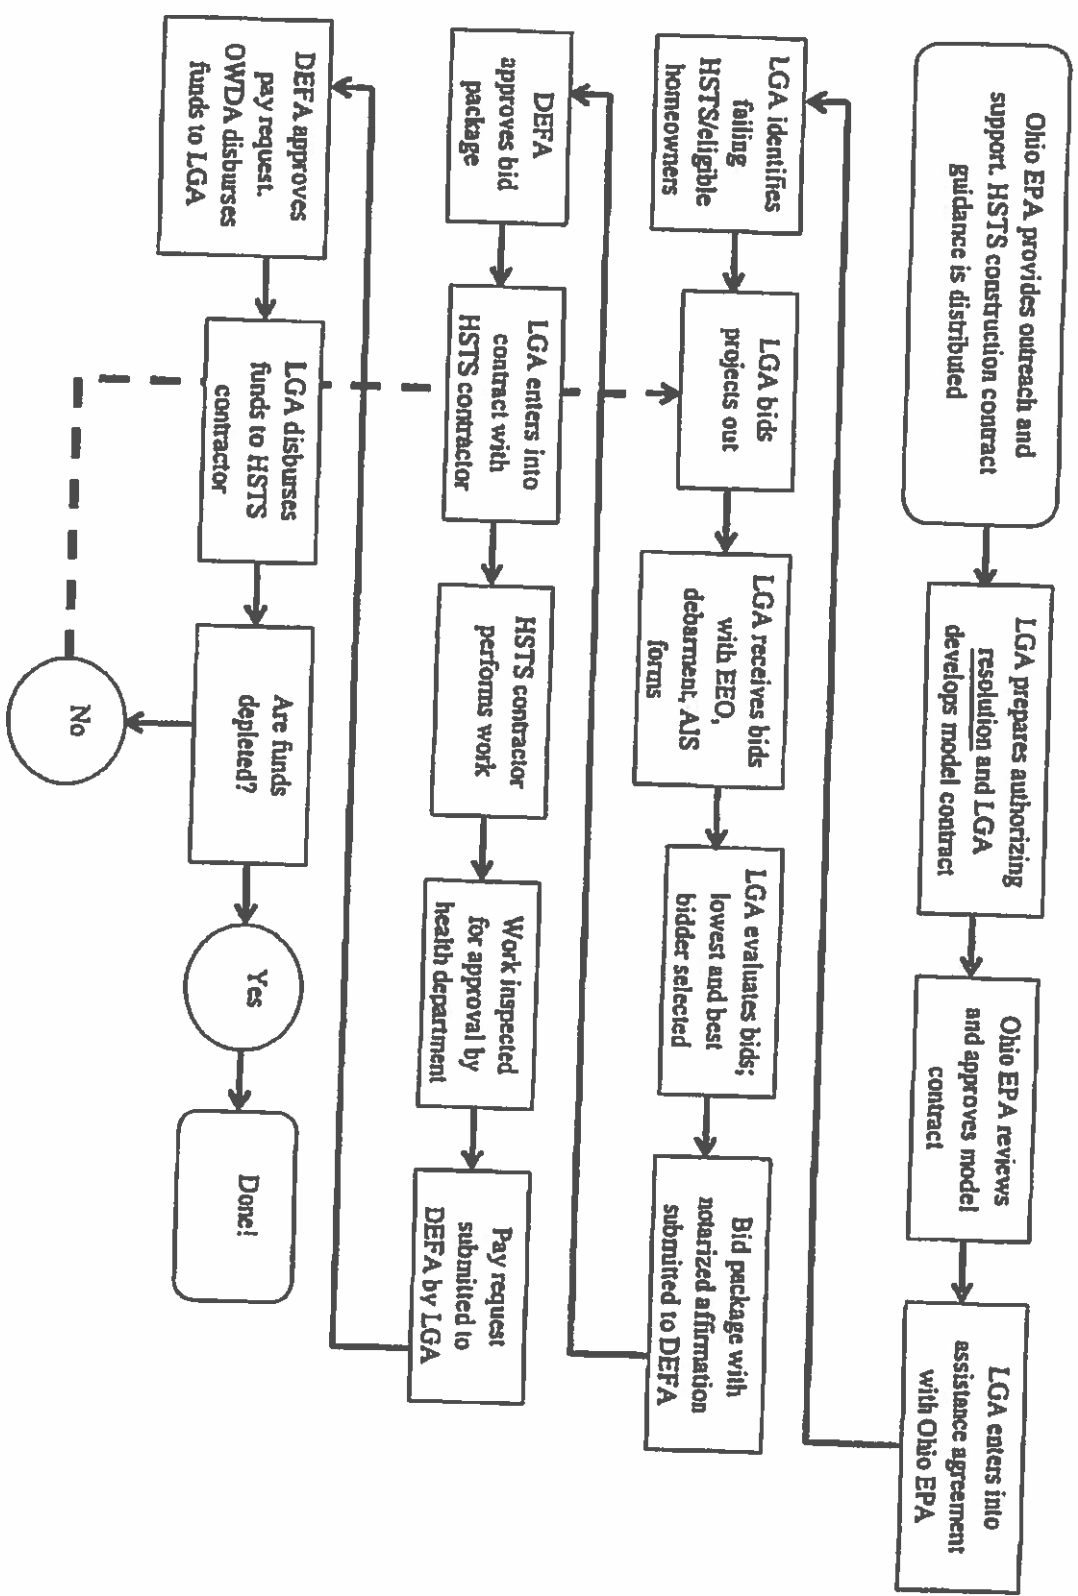 Ohio EPA provides outreach and
support. HSTS construction contract
guidance is distributed
LGA prepares authorizing
resolution and LGA
develops model contract
Ohio EPA reviews
and approves model
contract
LGA enters into
assistance agreement
with Ohio EPA
LGA identifies
failing
HSTS/eligible
homeowners
LGA bids
projects out
LGA receives bids
with EEO,
debarment, AIS
forms
LGA evaluates bids;
lowest and best
bidder selected
Bid package with
notarized affirmation
submitted to DEFA
DEFA
approves bid
package
LGA enters into
contract with
HSTS contractor
HSTS contractor
performs work
Work inspected
for approval by
health department
Pay request
submitted to
DEFA by LGA
DEFA approves
pay request.
OWDA disburses
funds to LGA
LGA disburses
funds to HSTS
contractor
Are funds
depleted?
Yes
Done!
No